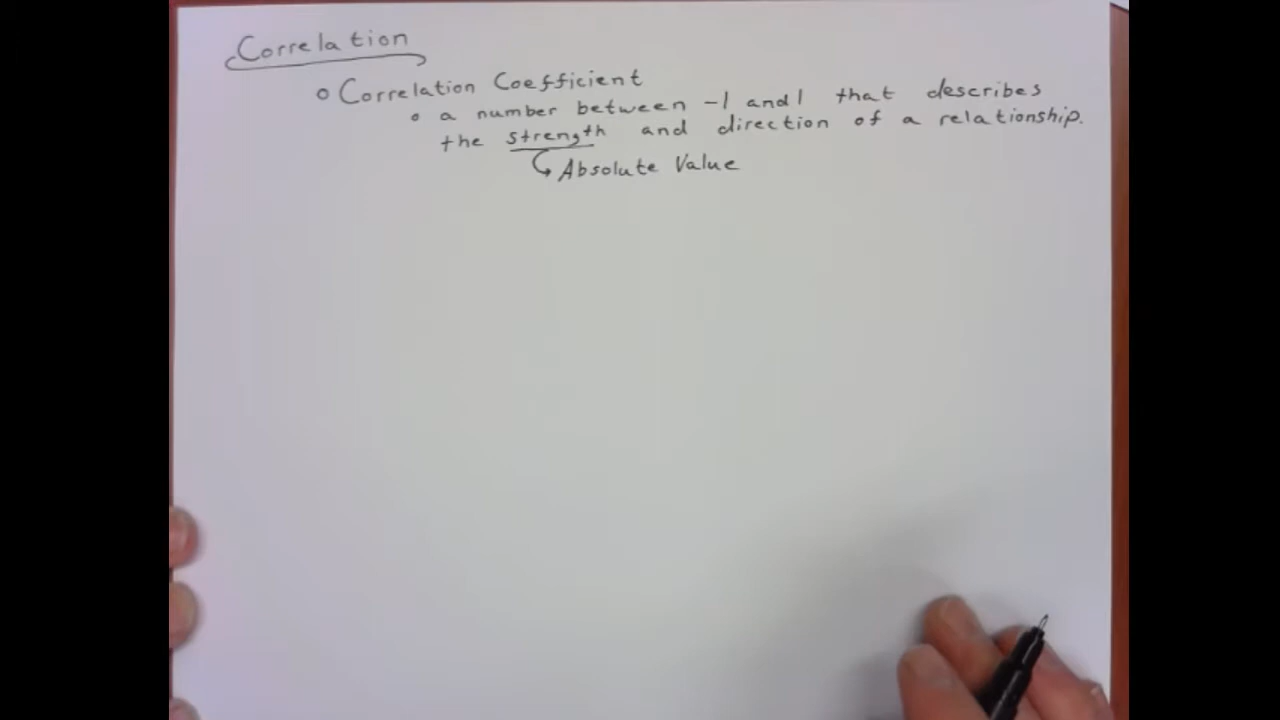 Correlation
o Correlation Coefficient
o a number between -1 and 1 that describes
the strength and direction of a relationship.
Absolute Value